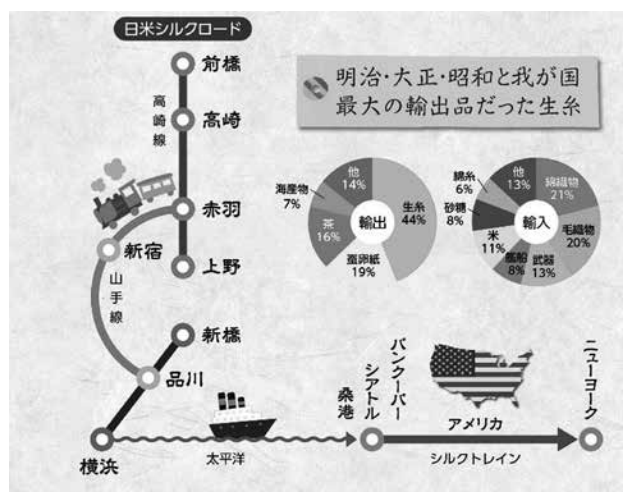 日米シルクロード
前橋
高崎線
高崎
赤羽
新宿
上野
山手線
新橋
品川
横浜
太平洋
明治・大正・昭和と我が国
最大の輸出品だった生糸
輸出
生糸
44%
蚕卵紙
19%
茶
16%
海産物
7%
他
14%
輸入
綿織物
21%
毛織物
20%
武器
13%
艦船
8%
米
11%
砂糖
8%
綿糸
6%
他
13%
バンクーバー
シアトル
桑港
アメリカ
シルクトレイン
ニューヨーク